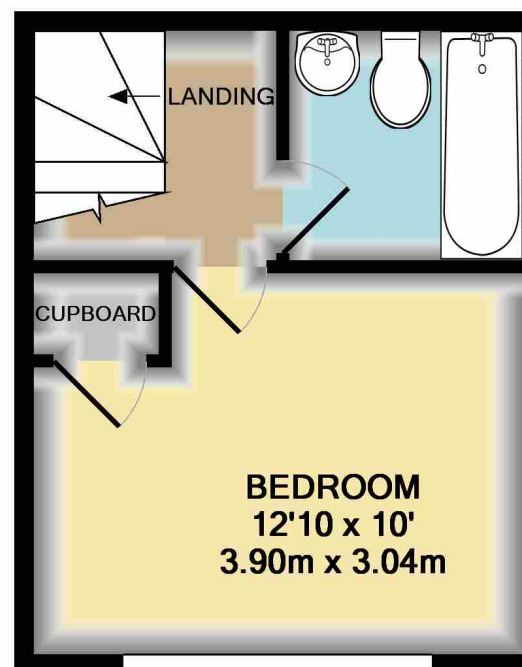 LANDING
CUPBOARD
BEDROOM
12'10 x 10'
3.90m x 3.04m